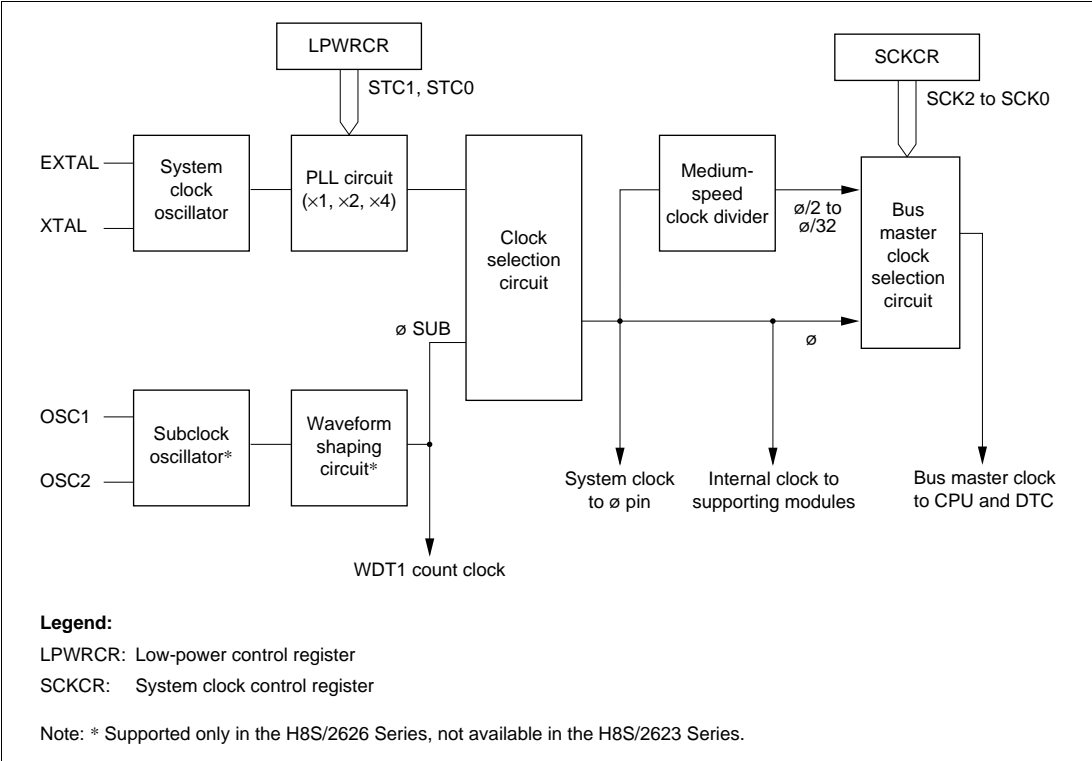 LPWRCR
STC1, STC0
SCKCR
SCK2 to SCK0
EXTAL
XTAL
System
clock
oscillator
PLL circuit
(×1, ×2, ×4)
Clock
selection
circuit
Medium-
speed
clock divider
ø/2 to
ø/32
Bus
master
clock
selection
circuit
ø SUB
ø
OSC1
OSC2
Subclock
oscillator*
Waveform
shaping
circuit*
System clock
to ø pin
Internal clock to
supporting modules
Bus master clock
to CPU and DTC
WDT1 count clock
Legend:
LPWRCR: Low-power control register
SCKCR: System clock control register
Note: * Supported only in the H8S/2626 Series, not available in the H8S/2623 Series.